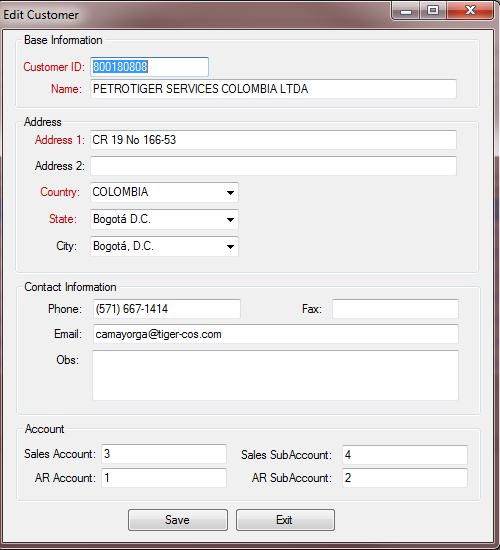 Edit Customer
Base Information
Customer ID: 800180808
Name: PETROTIGER SERVICES COLOMBIA LTDA
Address
Address 1: CR 19 No 166-53
Address 2:
Country: COLOMBIA
State: Bogotá D.C.
City: Bogotá, D.C.
Contact Information
Phone: (571) 667-1414 Fax:
Email: camayorga@tiger-cos.com
Obs:
Account
Sales Account: 3 Sales SubAccount: 4
AR Account: 1 AR SubAccount: 2
Save Exit